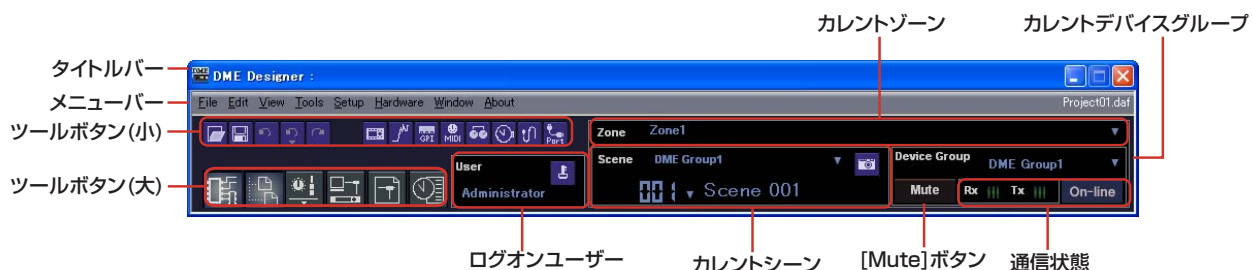 カレントゾーン
カレントデバイスグループ
タイトルバー
DME Designer :
メニューバー
File Edit View Tools Setup Hardware Window About
Project01.daf
ツールボタン(小)
GPI MIDI Port
Zone Zone1
ツールボタン(大)
User
Administrator
Scene DME Group1
001 Scene 001
Device Group DME Group1
Mute Rx Tx On-line
ログオンユーザー
カレントシーン
[Mute]ボタン
通信状態